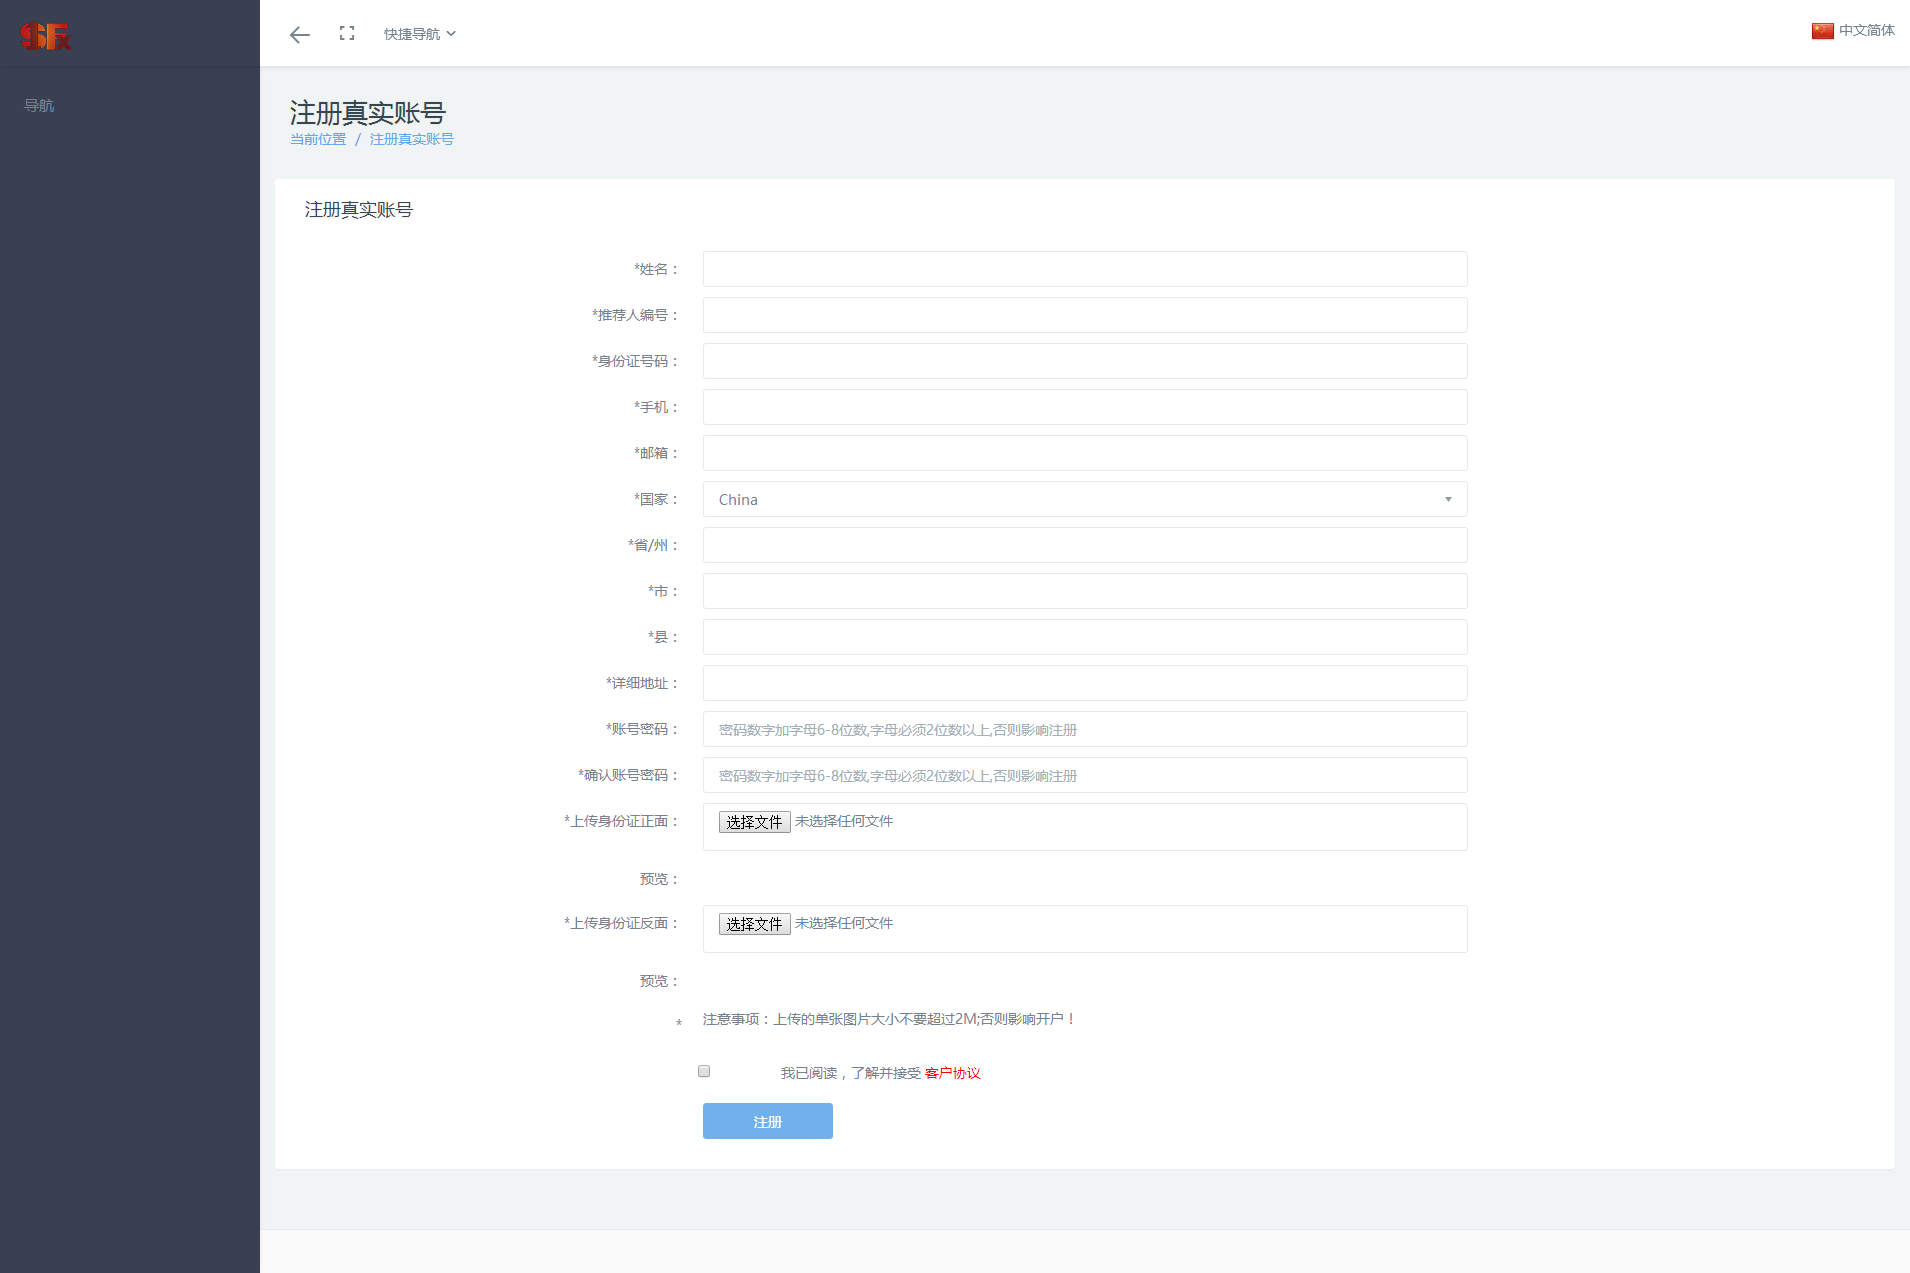 SFX
快捷导航
中文简体
导航
注册真实账号
当前位置 / 注册真实账号
注册真实账号
*姓名：
*推荐人编号：
*身份证号码：
*手机：
*邮箱：
*国家： China
*省/州：
*市：
*县：
*详细地址：
*账号密码： 密码数字加字母6-8位数,字母必须2位数以上,否则影响注册
*确认账号密码： 密码数字加字母6-8位数,字母必须2位数以上,否则影响注册
*上传身份证正面： 选择文件 未选择任何文件
预览：
*上传身份证反面： 选择文件 未选择任何文件
预览：
* 注意事项：上传的单张图片大小不要超过2M;否则影响开户！
我已阅读，了解并接受 客户协议
注册